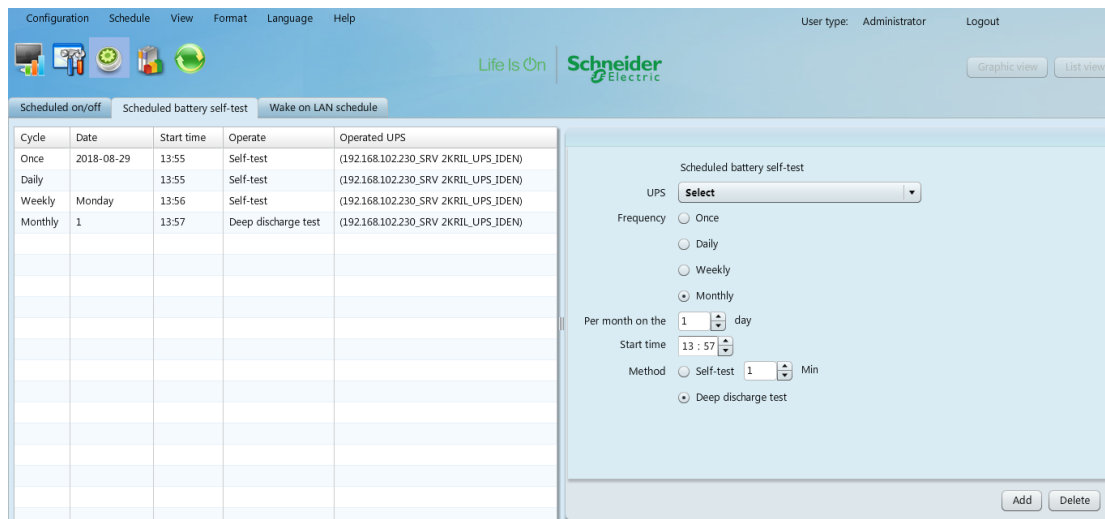 Configuration Schedule View Format Language Help User type: Administrator Logout
Life Is On Schneider Electric Graphic view List view
Scheduled on/off Scheduled battery self-test Wake on LAN schedule
Cycle Date Start time Operate Operated UPS
Once 2018-08-29 13:55 Self-test (192.168.102.230_SRV 2KRIL_UPS_IDEN)
Daily 13:55 Self-test (192.168.102.230_SRV 2KRIL_UPS_IDEN)
Weekly Monday 13:56 Self-test (192.168.102.230_SRV 2KRIL_UPS_IDEN)
Monthly 1 13:57 Deep discharge test (192.168.102.230_SRV 2KRIL_UPS_IDEN)
Scheduled battery self-test
UPS Select
Frequency Once
Daily
Weekly
Monthly
Per month on the 1 day
Start time 13 : 57
Method Self-test 1 Min
Deep discharge test
Add Delete